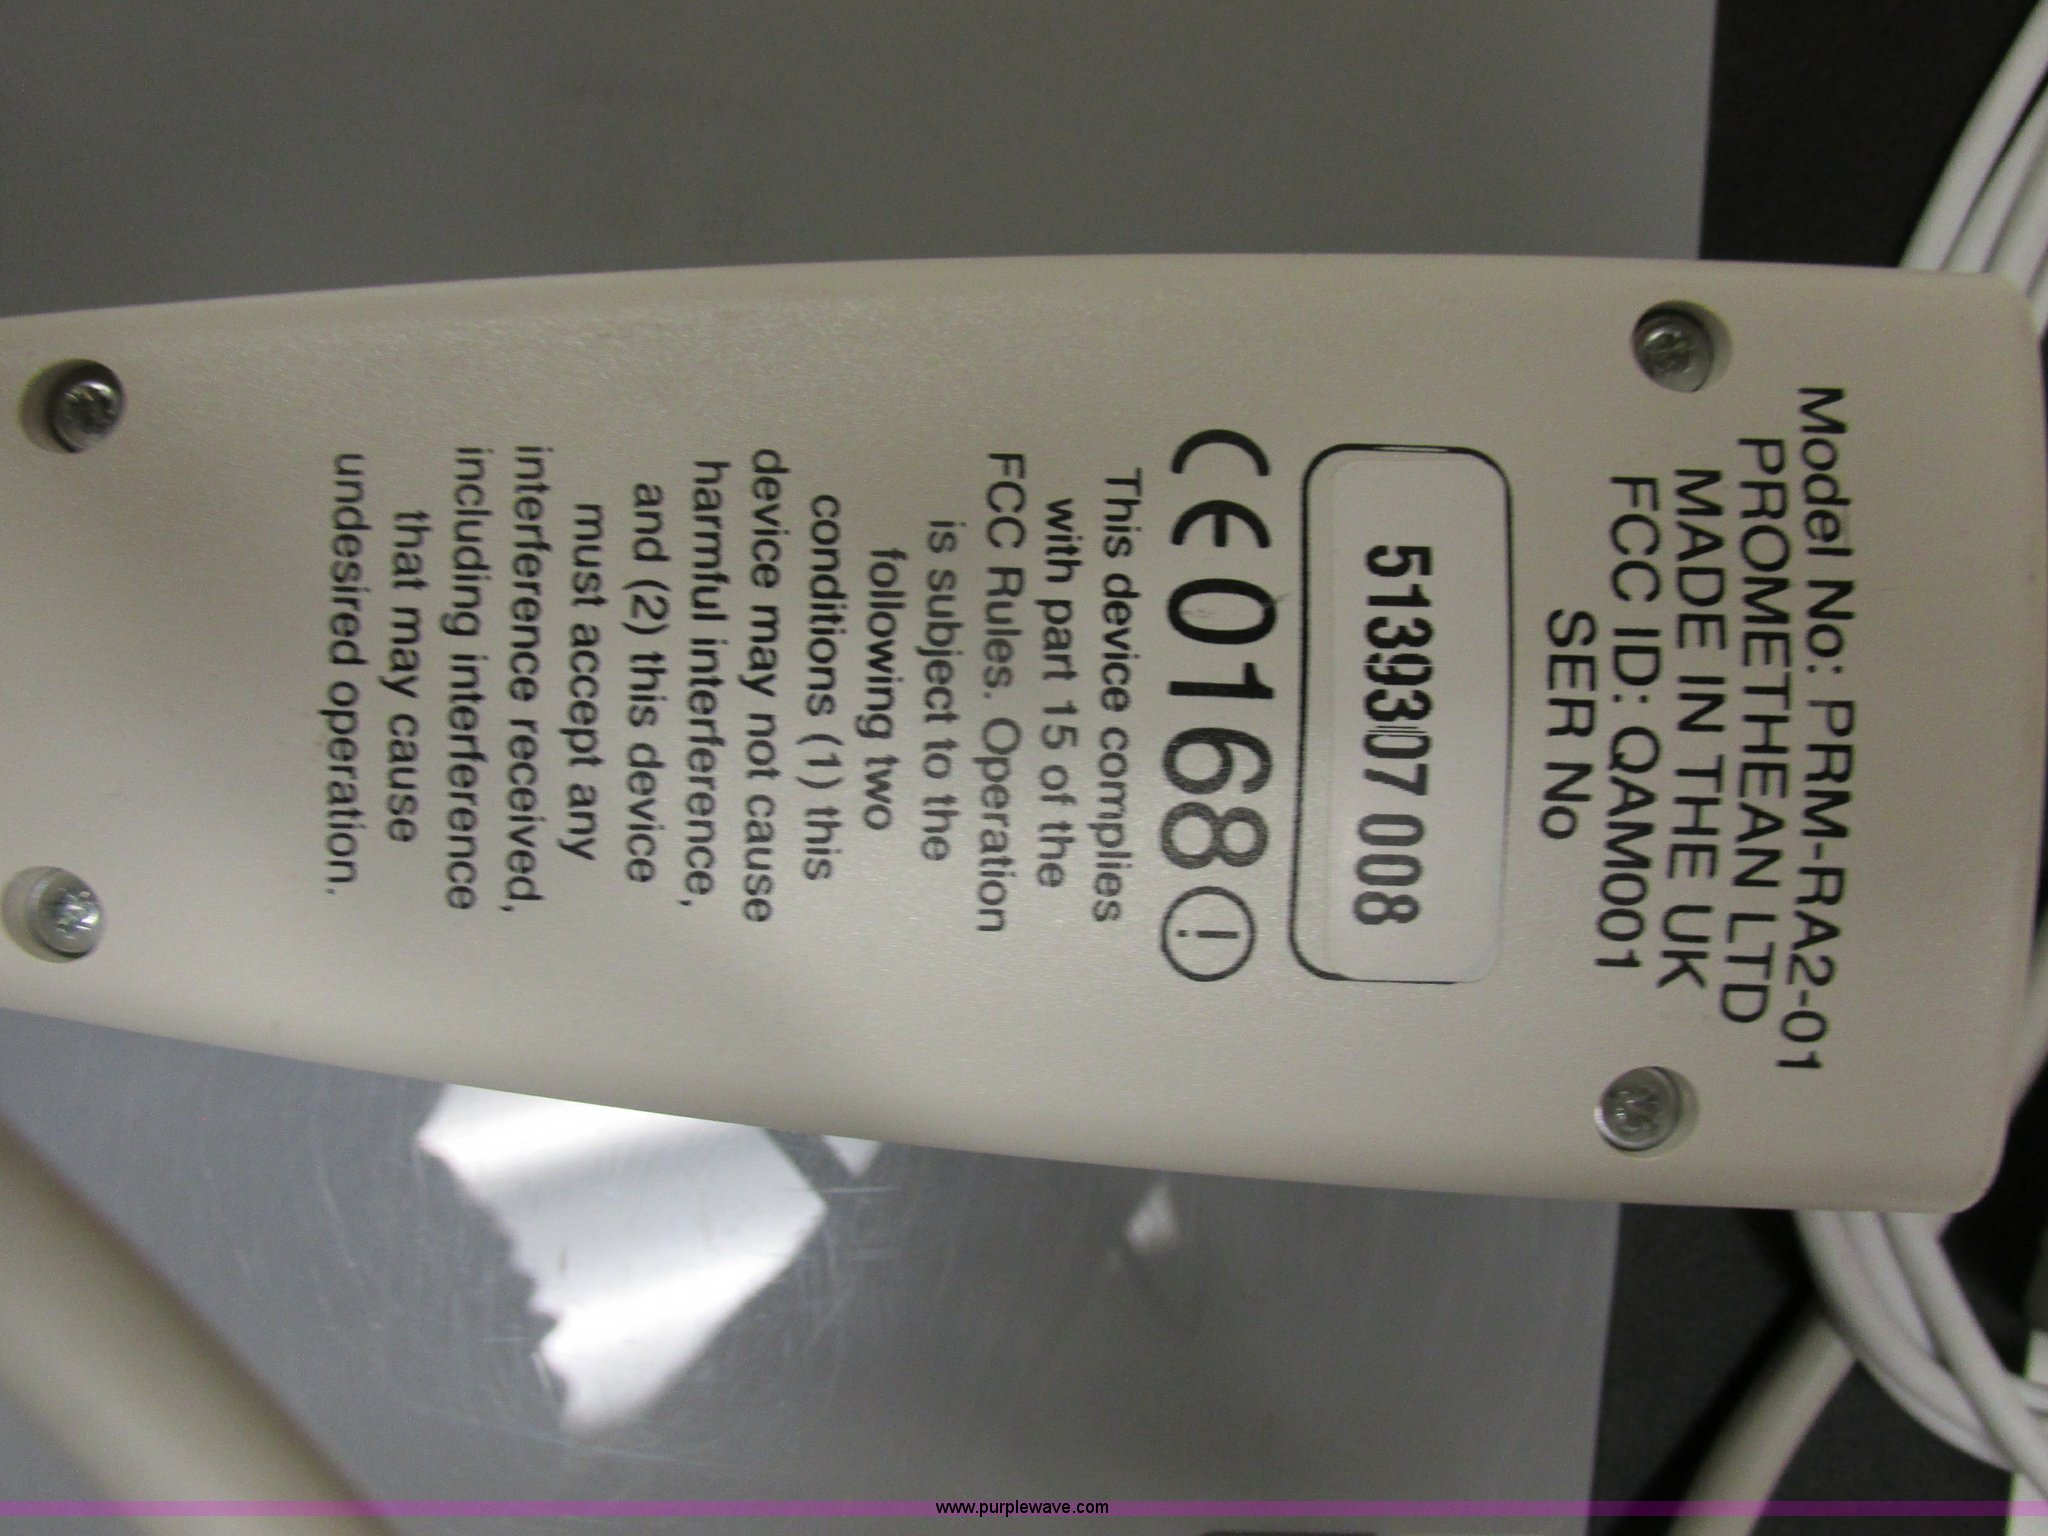 Model No: PRM-RA2-01
PROMETHEAN LTD
MADE IN THE UK
FCC ID: QAM001
SER No
5139307 008
CE0168
This device complies
with part 15 of the
FCC Rules. Operation
is subject to the
following two
conditions (1) this
device may not cause
harmful interference,
and (2) this device
must accept any
interference received,
including interference
that may cause
undesired operation.
www.purplewave.com